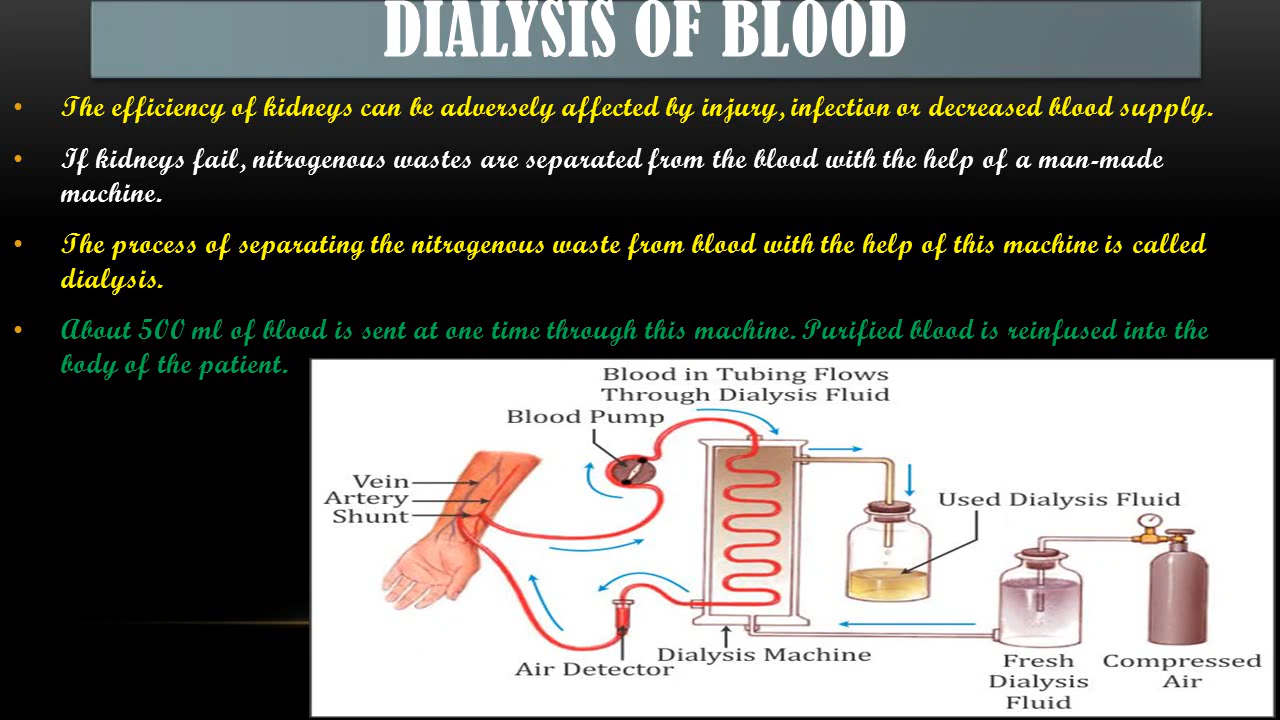 DIALYSIS OF BLOOD
• The efficiency of kidneys can be adversely affected by injury, infection or decreased blood supply.
• If kidneys fail, nitrogenous wastes are separated from the blood with the help of a man-made
machine.
• The process of separating the nitrogenous waste from blood with the help of this machine is called
dialysis.
• About 500 ml of blood is sent at one time through this machine. Purified blood is reinfused into the
body of the patient.
Blood in Tubing Flows
Through Dialysis Fluid
Blood Pump
Vein
Artery
Shunt
Used Dialysis Fluid
Air Detector
Dialysis Machine
Fresh
Dialysis
Fluid
Compressed
Air